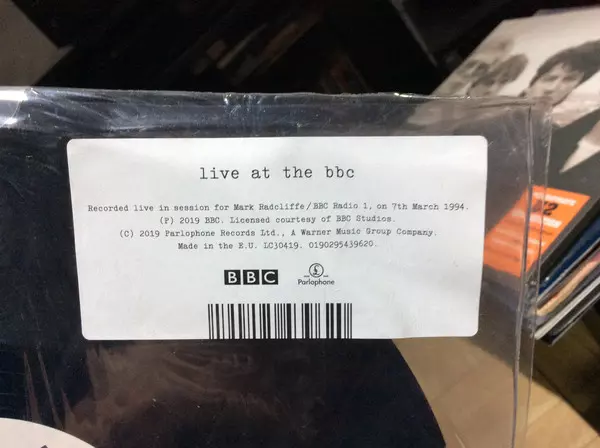 live at the bbc
Recorded live in session for Mark Radcliffe/BBC Radio 1, on 7th March 1994.
(P) 2019 BBC. Licensed courtesy of BBC Studios.
(C) 2019 Parlophone Records Ltd., A Warner Music Group Company.
Made in the E.U. LC30419. 0190295439620.
BBC
Parlophone